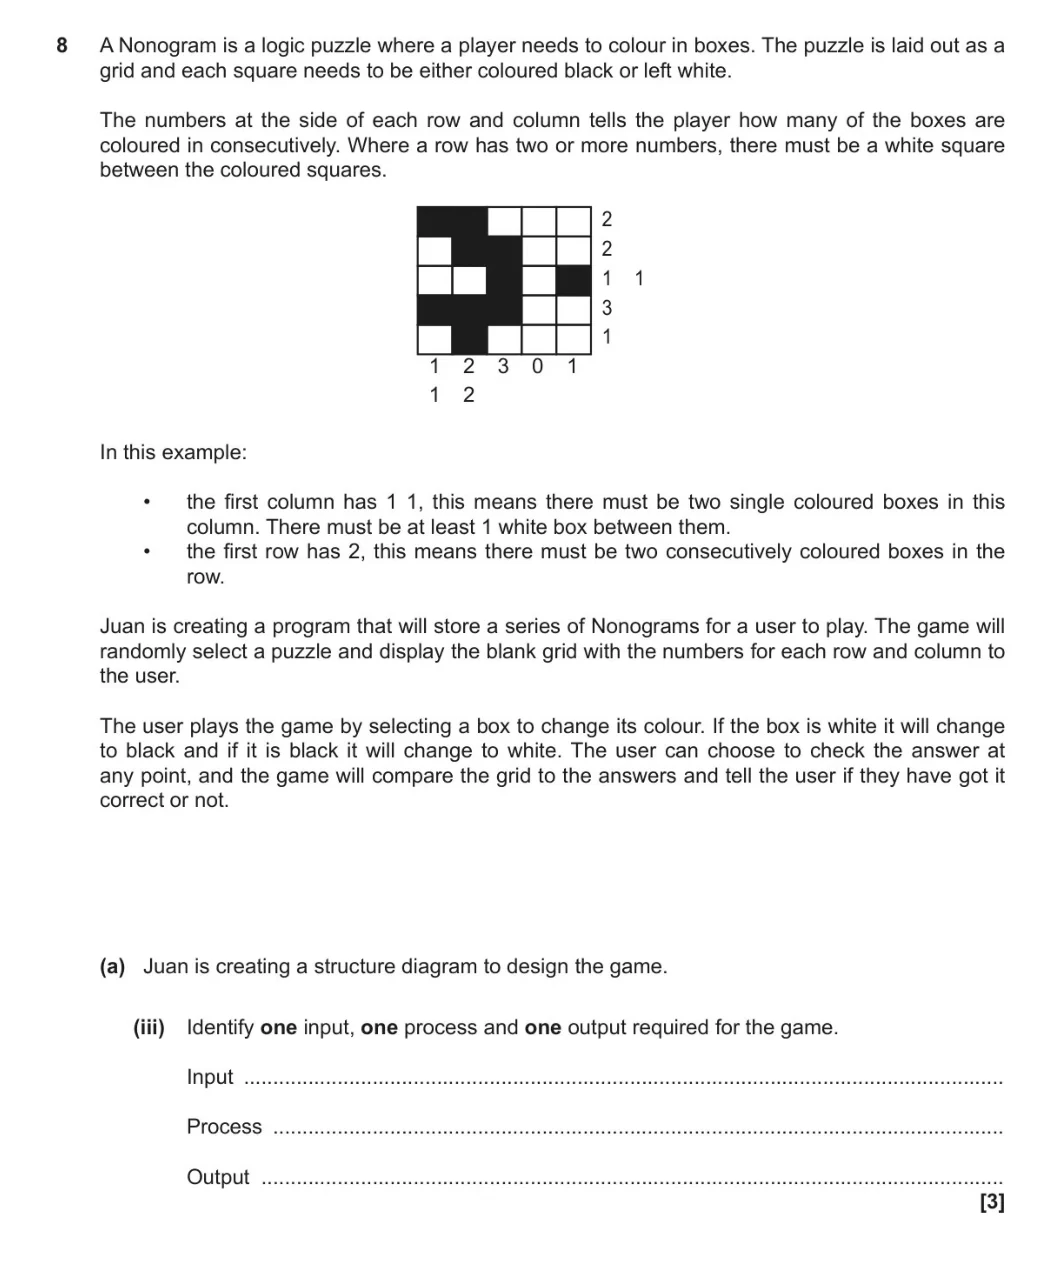 8 A Nonogram is a logic puzzle where a player needs to colour in boxes. The puzzle is laid out as a
grid and each square needs to be either coloured black or left white.
The numbers at the side of each row and column tells the player how many of the boxes are
coloured in consecutively. Where a row has two or more numbers, there must be a white square
between the coloured squares.
2
2
1 1
3
1
1 2 3 0 1
1 2
In this example:
• the first column has 1 1, this means there must be two single coloured boxes in this
column. There must be at least 1 white box between them.
• the first row has 2, this means there must be two consecutively coloured boxes in the
row.
Juan is creating a program that will store a series of Nonograms for a user to play. The game will
randomly select a puzzle and display the blank grid with the numbers for each row and column to
the user.
The user plays the game by selecting a box to change its colour. If the box is white it will change
to black and if it is black it will change to white. The user can choose to check the answer at
any point, and the game will compare the grid to the answers and tell the user if they have got it
correct or not.
(a) Juan is creating a structure diagram to design the game.
(iii) Identify one input, one process and one output required for the game.
Input ....................................................................................................
Process ....................................................................................................
Output ....................................................................................................
[3]